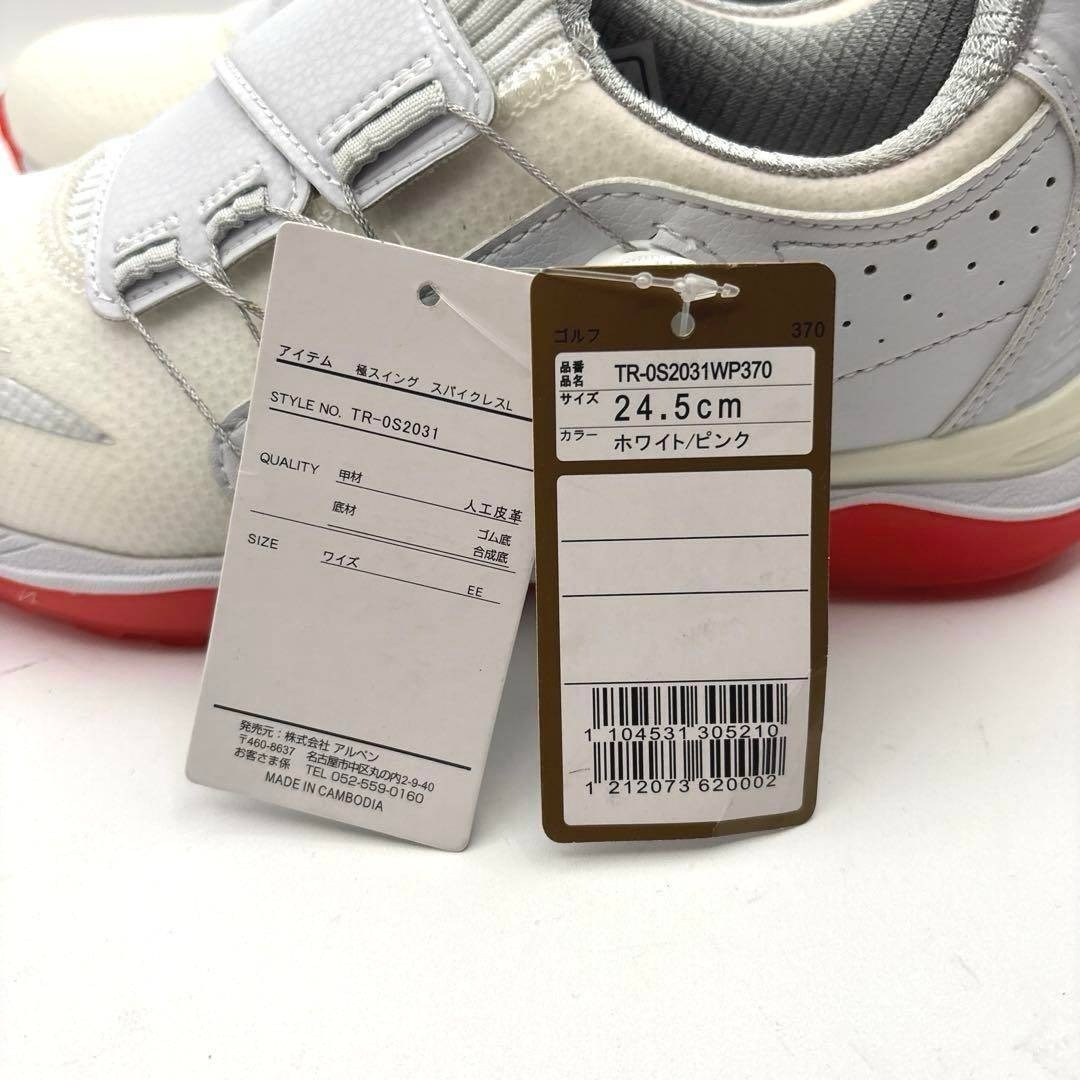 アイテム 極スイング スパイクレスL
STYLE NO. TR-0S2031
QUALITY 甲材 人工皮革
底材 ゴム底
合成底
SIZE ワイズ EE
発売元：株式会社 アルペン
〒460-8637 名古屋市中区丸の内2-9-40
お客さま係 TEL 052-559-0160
MADE IN CAMBODIA
ゴルフ 370
品番 TR-0S2031WP370
品名
サイズ 24.5cm
カラー ホワイト/ピンク
1 104531 305210
1 212073 620002